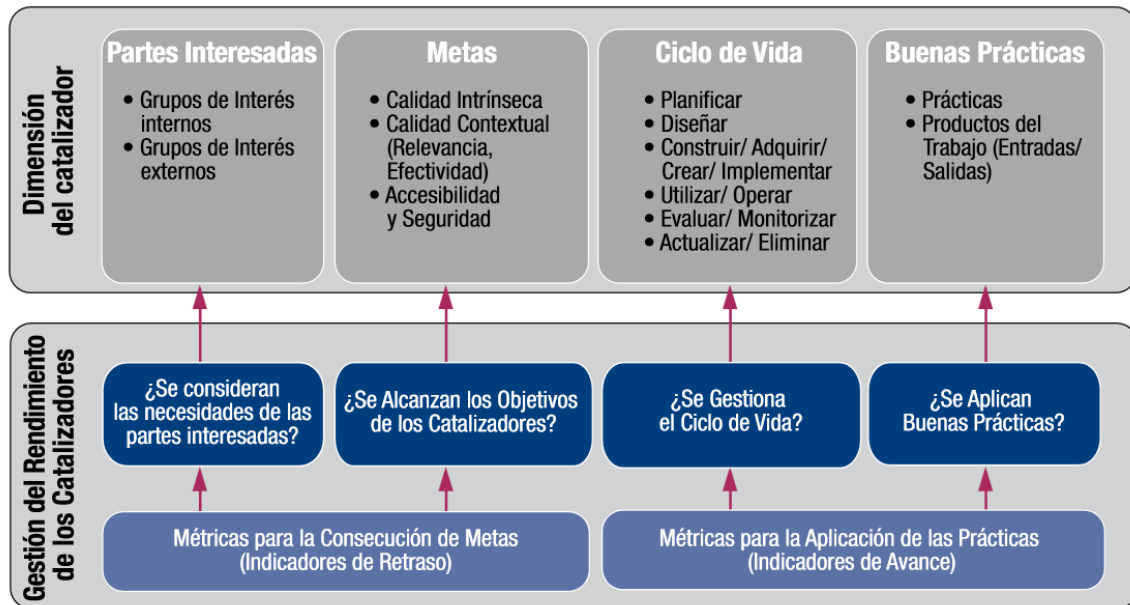 Dimensión
del catalizador
Partes Interesadas
• Grupos de Interés
internos
• Grupos de Interés
externos
Metas
• Calidad Intrínseca
• Calidad Contextual
(Relevancia,
Efectividad)
• Accesibilidad
y Seguridad
Ciclo de Vida
• Planificar
• Diseñar
• Construir/ Adquirir/
Crear/ Implementar
• Utilizar/ Operar
• Evaluar/ Monitorizar
• Actualizar/ Eliminar
Buenas Prácticas
• Prácticas
• Productos del
Trabajo (Entradas/
Salidas)
Gestión del Rendimiento
de los Catalizadores
¿Se consideran
las necesidades de las
partes interesadas?
¿Se Alcanzan los Objetivos
de los Catalizadores?
¿Se Gestiona
el Ciclo de Vida?
¿Se Aplican
Buenas Prácticas?
Métricas para la Consecución de Metas
(Indicadores de Retraso)
Métricas para la Aplicación de las Prácticas
(Indicadores de Avance)